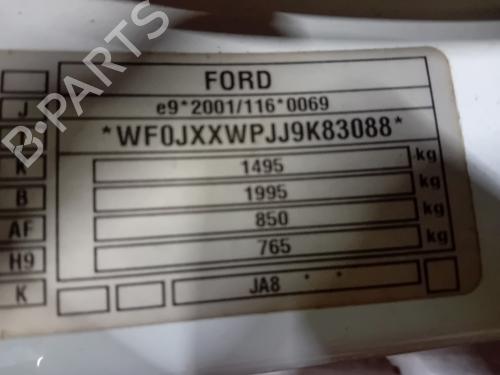 FORD
J e9*2001/116*0069
*WF0JXXWPJJ9K83088*
K 1495 kg
B 1995 kg
AF 850 kg
H9 765 kg
K JA8
B-PARTS